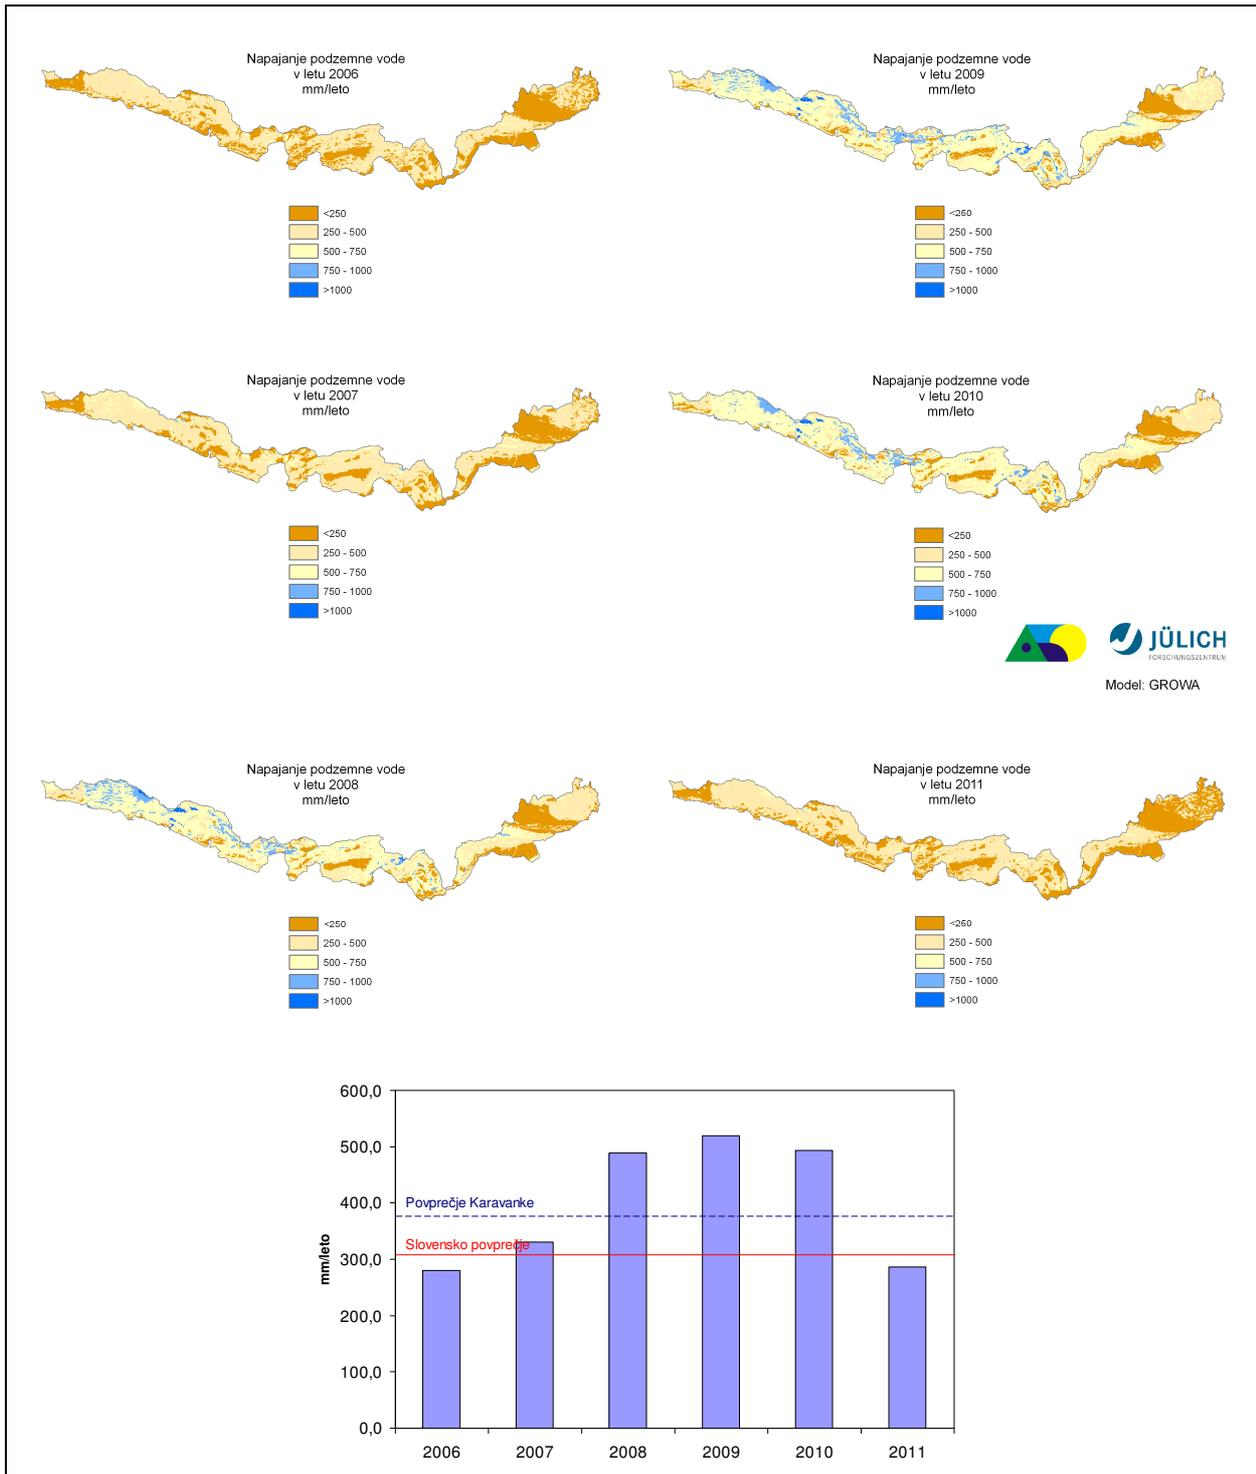 Napajanje podzemne vode
v letu 2006
mm/leto
<250
250 - 500
500 - 750
750 - 1000
>1000
Napajanje podzemne vode
v letu 2009
mm/leto
<250
250 - 500
500 - 750
750 - 1000
>1000
Napajanje podzemne vode
v letu 2007
mm/leto
<250
250 - 500
500 - 750
750 - 1000
>1000
Napajanje podzemne vode
v letu 2010
mm/leto
<250
250 - 500
500 - 750
750 - 1000
>1000
JÜLICH
FORSCHUNGSZENTRUM
Model: GROWA
Napajanje podzemne vode
v letu 2008
mm/leto
<250
250 - 500
500 - 750
750 - 1000
>1000
Napajanje podzemne vode
v letu 2011
mm/leto
<250
250 - 500
500 - 750
750 - 1000
>1000
600,0
500,0
400,0
300,0
200,0
100,0
0,0
mm/leto
Povprečje Karavanke
Slovensko povprečje
2006 2007 2008 2009 2010 2011